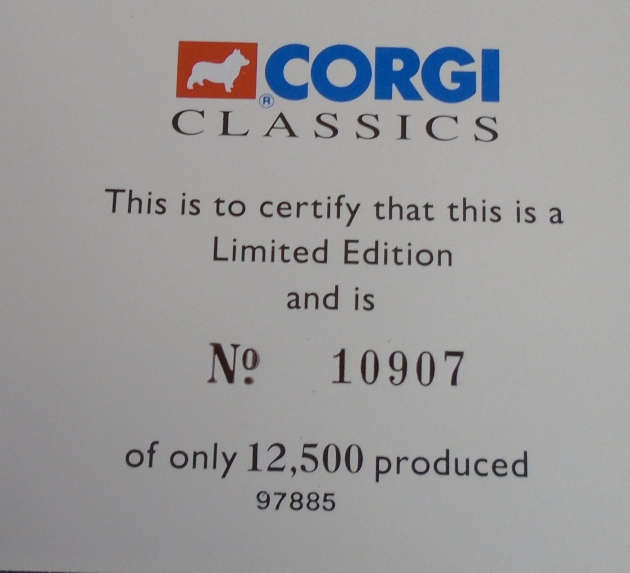 CORGI
®
CLASSICS
This is to certify that this is a
Limited Edition
and is
Nº. 10907
of only 12,500 produced
97885